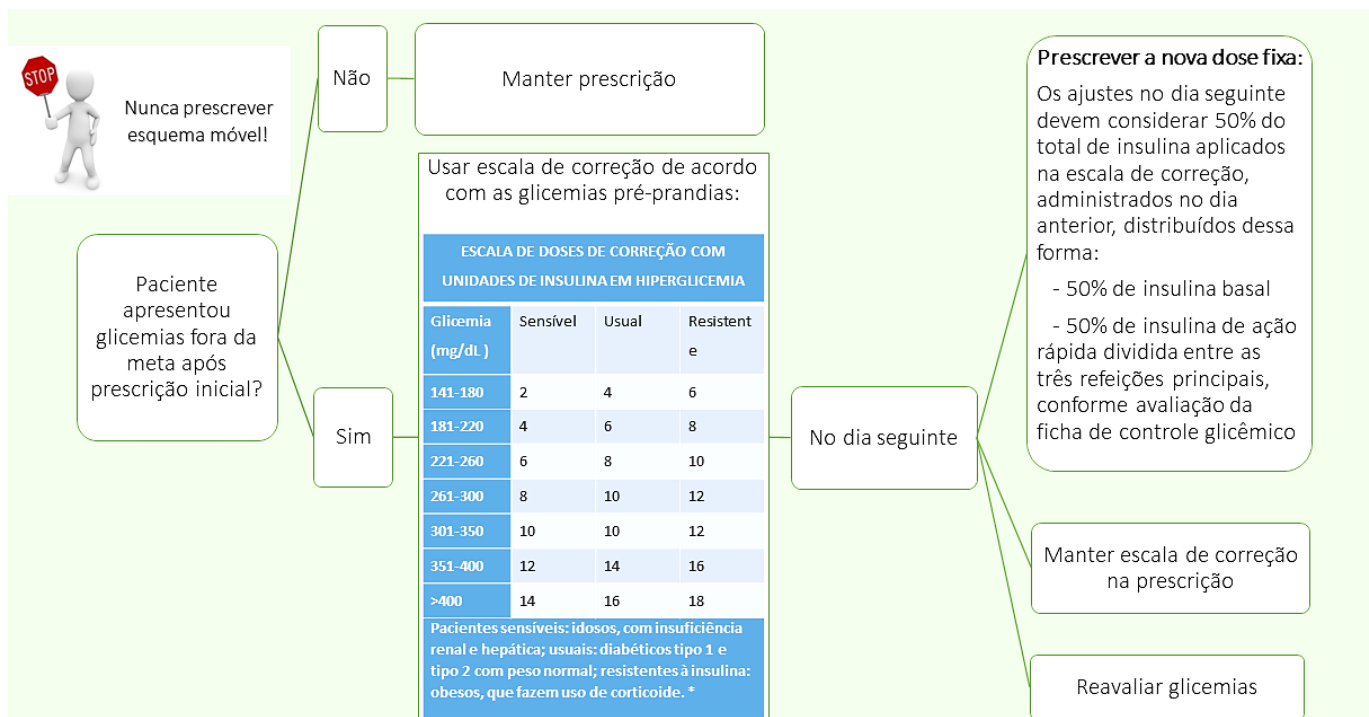 STOP
Nunca prescrever
esquema móvel!
Paciente
apresentou
glicemias fora da
meta após
prescrição inicial?
Não
Manter prescrição
Sim
Usar escala de correção de acordo
com as glicemias pré-prandias:
ESCALA DE DOSES DE CORREÇÃO COM
UNIDADES DE INSULINA EM HIPERGLICEMIA
Glicemia Sensível Usual Resistent
(mg/dL) e
141-180 2 4 6
181-220 4 6 8
221-260 6 8 10
261-300 8 10 12
301-350 10 10 12
351-400 12 14 16
>400 14 16 18
Pacientes sensíveis: idosos, com insuficiência
renal e hepática; usuais: diabéticos tipo 1 e
tipo 2 com peso normal; resistentes à insulina:
obesos, que fazem uso de corticoide. *
No dia seguinte
Prescrever a nova dose fixa:
Os ajustes no dia seguinte
devem considerar 50% do
total de insulina aplicados
na escala de correção,
administrados no dia
anterior, distribuídos dessa
forma:
- 50% de insulina basal
- 50% de insulina de ação
rápida dividida entre as
três refeições principais,
conforme avaliação da
ficha de controle glicêmico
Manter escala de correção
na prescrição
Reavaliar glicemias